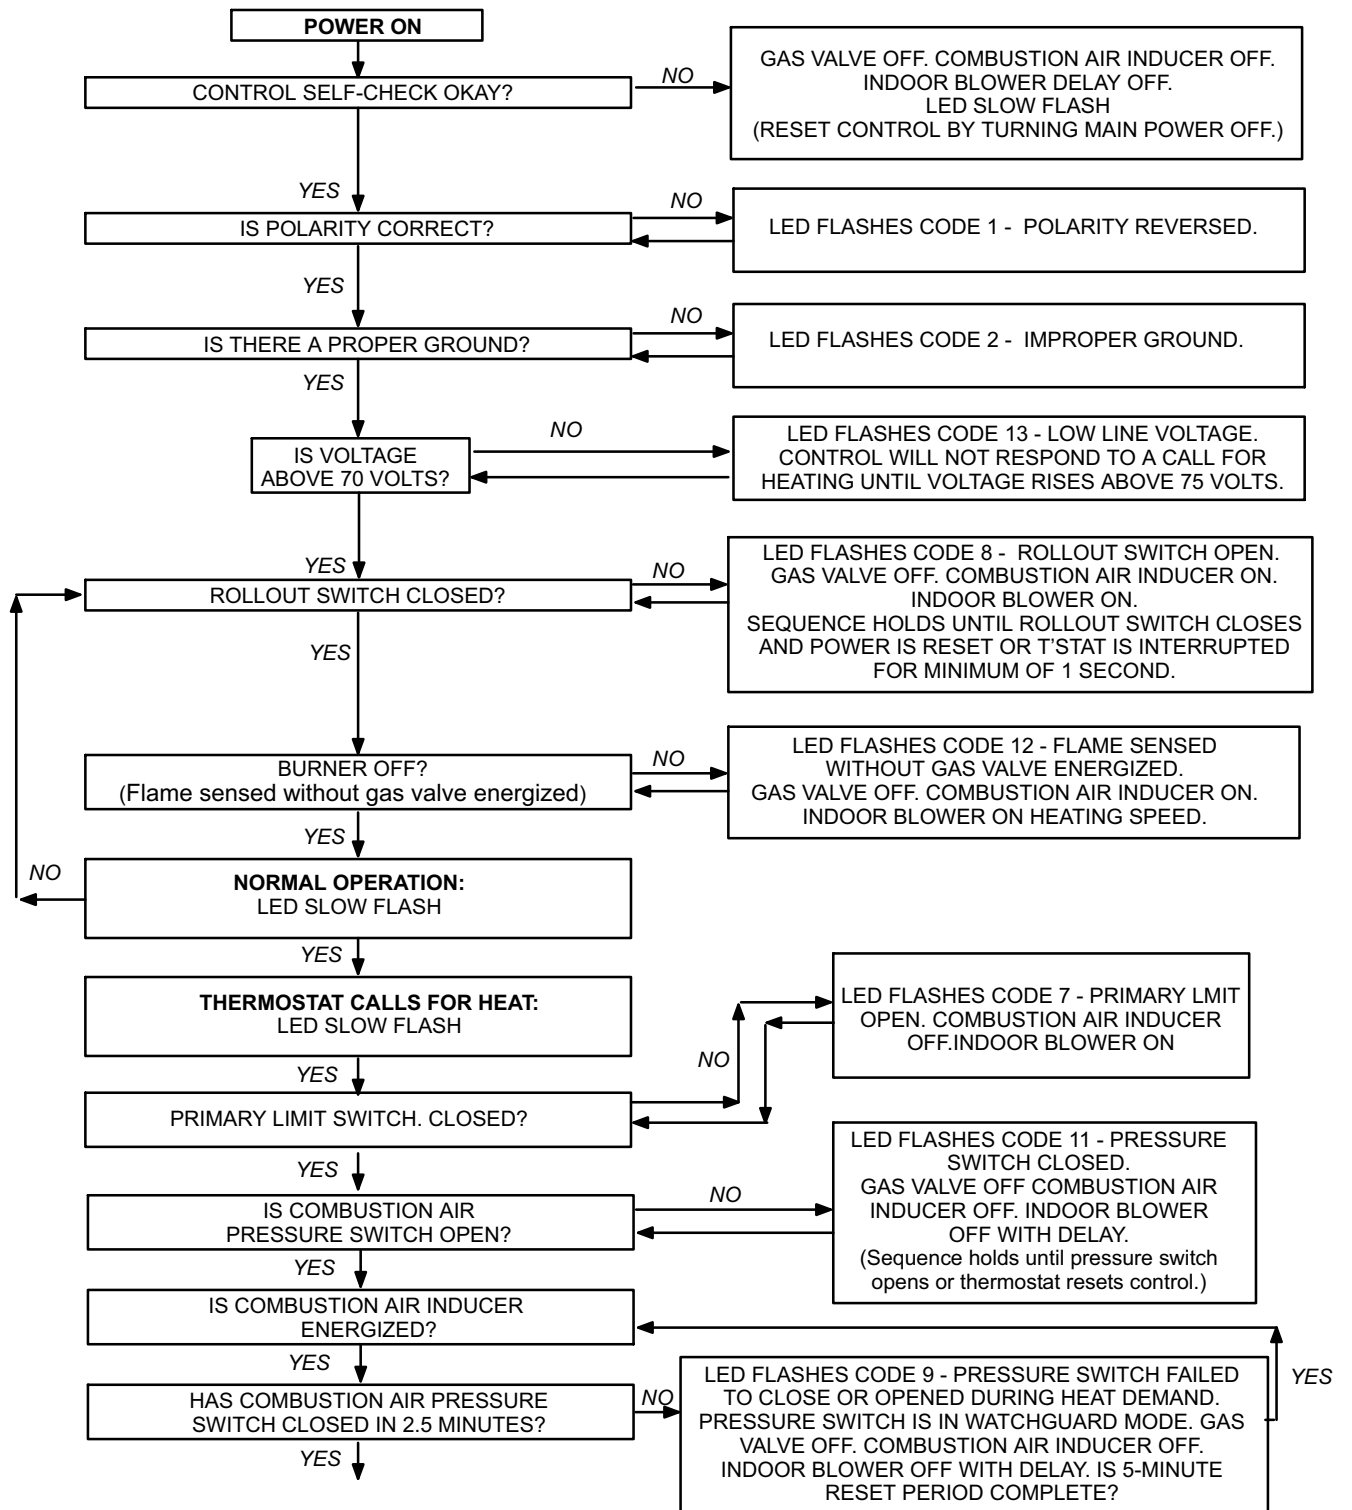 POWER ON
CONTROL SELF-CHECK OKAY?
NO
GAS VALVE OFF. COMBUSTION AIR INDUCER OFF.
INDOOR BLOWER DELAY OFF.
LED SLOW FLASH
(RESET CONTROL BY TURNING MAIN POWER OFF.)
YES
IS POLARITY CORRECT?
NO
LED FLASHES CODE 1 - POLARITY REVERSED.
YES
IS THERE A PROPER GROUND?
NO
LED FLASHES CODE 2 - IMPROPER GROUND.
YES
IS VOLTAGE
ABOVE 70 VOLTS?
NO
LED FLASHES CODE 13 - LOW LINE VOLTAGE.
CONTROL WILL NOT RESPOND TO A CALL FOR
HEATING UNTIL VOLTAGE RISES ABOVE 75 VOLTS.
YES
ROLLOUT SWITCH CLOSED?
NO
LED FLASHES CODE 8 - ROLLOUT SWITCH OPEN.
GAS VALVE OFF. COMBUSTION AIR INDUCER ON.
INDOOR BLOWER ON.
SEQUENCE HOLDS UNTIL ROLLOUT SWITCH CLOSES
AND POWER IS RESET OR T'STAT IS INTERRUPTED
FOR MINIMUM OF 1 SECOND.
YES
BURNER OFF?
(Flame sensed without gas valve energized)
NO
LED FLASHES CODE 12 - FLAME SENSED
WITHOUT GAS VALVE ENERGIZED.
GAS VALVE OFF. COMBUSTION AIR INDUCER ON.
INDOOR BLOWER ON HEATING SPEED.
YES
NO
NORMAL OPERATION:
LED SLOW FLASH
YES
THERMOSTAT CALLS FOR HEAT:
LED SLOW FLASH
YES
PRIMARY LIMIT SWITCH. CLOSED?
NO
LED FLASHES CODE 7 - PRIMARY LMIT
OPEN. COMBUSTION AIR INDUCER
OFF.INDOOR BLOWER ON
YES
IS COMBUSTION AIR
PRESSURE SWITCH OPEN?
NO
LED FLASHES CODE 11 - PRESSURE
SWITCH CLOSED.
GAS VALVE OFF COMBUSTION AIR
INDUCER OFF. INDOOR BLOWER
OFF WITH DELAY.
(Sequence holds until pressure switch
opens or thermostat resets control.)
YES
IS COMBUSTION AIR INDUCER
ENERGIZED?
YES
HAS COMBUSTION AIR PRESSURE
SWITCH CLOSED IN 2.5 MINUTES?
NO
LED FLASHES CODE 9 - PRESSURE SWITCH FAILED
TO CLOSE OR OPENED DURING HEAT DEMAND.
PRESSURE SWITCH IS IN WATCHGUARD MODE. GAS
VALVE OFF. COMBUSTION AIR INDUCER OFF.
INDOOR BLOWER OFF WITH DELAY. IS 5-MINUTE
RESET PERIOD COMPLETE?
YES
YES